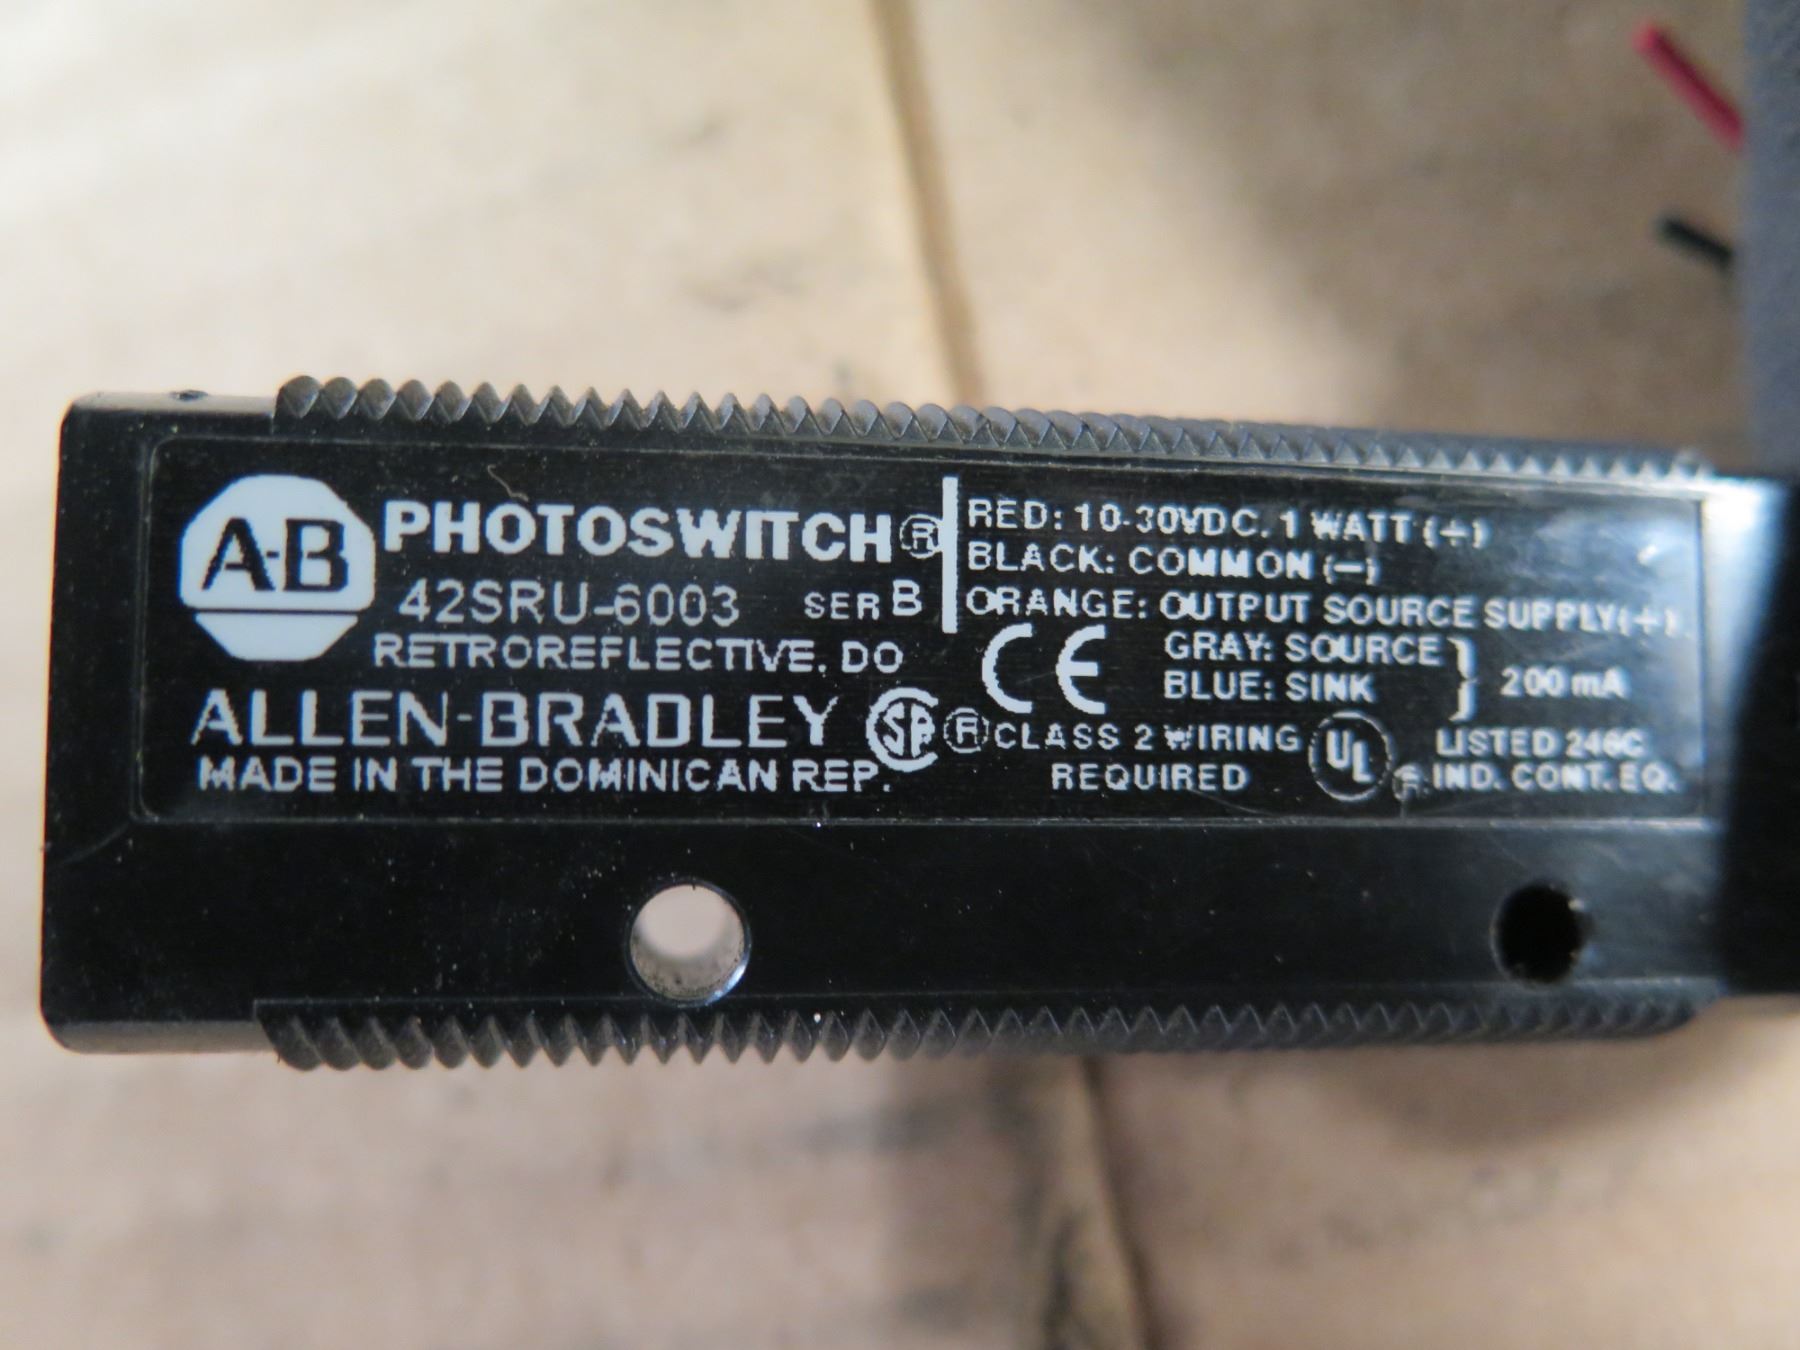 A-B
PHOTOSWITCH®
42SRU-6003 SER B
RETROREFLECTIVE, DO
ALLEN-BRADLEY
MADE IN THE DOMINICAN REP.
RED: 10-30VDC. 1 WATT (+)
BLACK: COMMON (−)
ORANGE: OUTPUT SOURCE SUPPLY(+)
CE
GRAY: SOURCE
BLUE: SINK
} 200mA
SP ® CLASS 2 WIRING
REQUIRED
UL ®
LISTED 246C
IND. CONT. EQ.